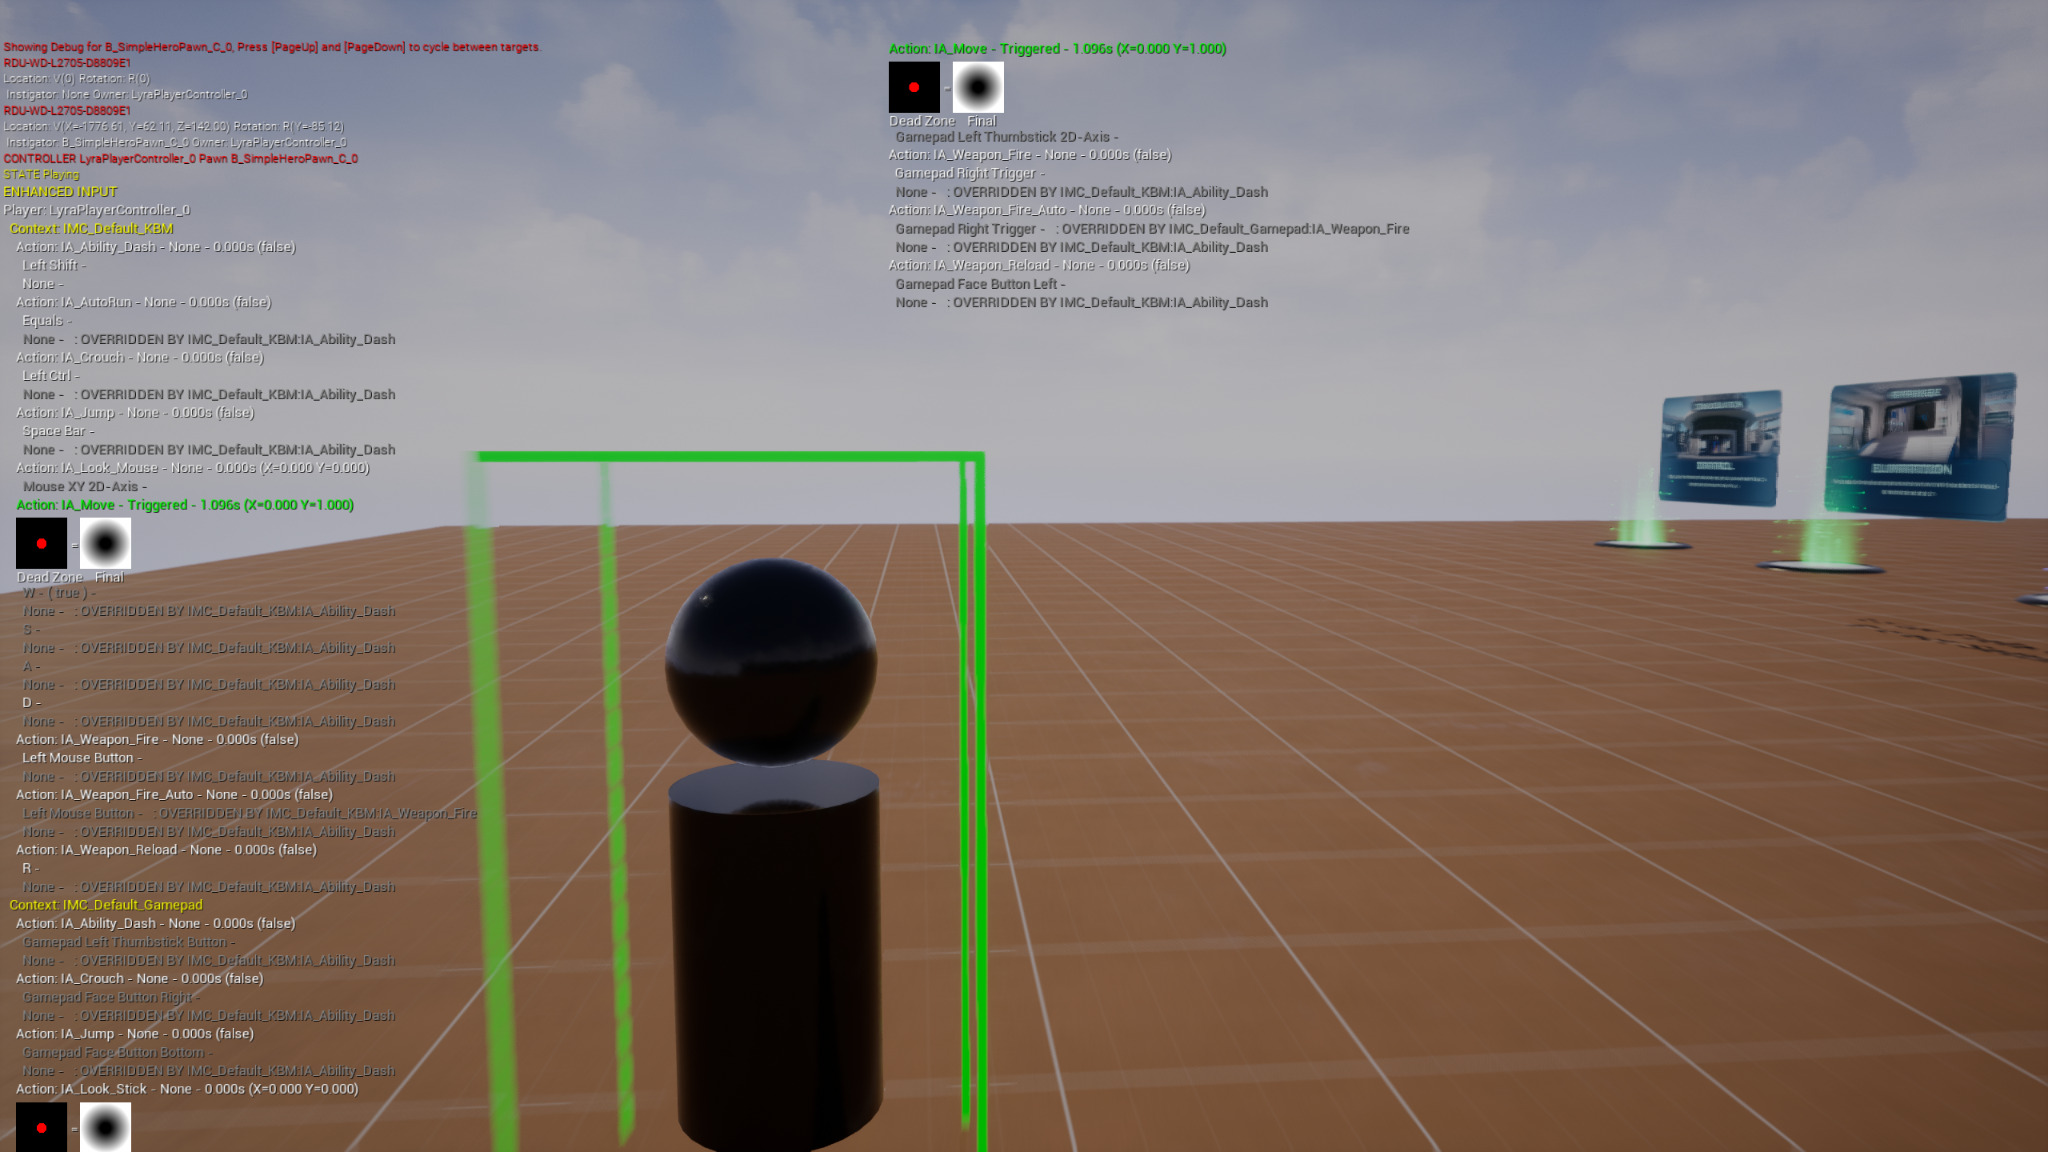 Showing Debug for B_SimpleHeroPawn_C_0, Press [PageUp] and [PageDown] to cycle between targets.
RDU-WD-L2705-D8809E1
Location: V(0) Rotation: R(0)
Instigator: None Owner: LyraPlayerController_0
RDU-WD-L2705-D8809E1
Location: V(X=-1776.61, Y=62.11, Z=142.00) Rotation: R(Y=-85.12)
Instigator: B_SimpleHeroPawn_C_0 Owner: LyraPlayerController_0
CONTROLLER LyraPlayerController_0 Pawn B_SimpleHeroPawn_C_0
STATE Playing
ENHANCED INPUT
Player: LyraPlayerController_0
Context: IMC_Default_KBM
Action: IA_Ability_Dash - None - 0.000s (false)
Left Shift -
None -
Action: IA_AutoRun - None - 0.000s (false)
Equals -
None - : OVERRIDDEN BY IMC_Default_KBM:IA_Ability_Dash
Action: IA_Crouch - None - 0.000s (false)
Left Ctrl -
None - : OVERRIDDEN BY IMC_Default_KBM:IA_Ability_Dash
Action: IA_Jump - None - 0.000s (false)
Space Bar -
None - : OVERRIDDEN BY IMC_Default_KBM:IA_Ability_Dash
Action: IA_Look_Mouse - None - 0.000s (X=0.000 Y=0.000)
Mouse XY 2D-Axis -
Action: IA_Move - Triggered - 1.096s (X=0.000 Y=1.000)
=
Dead Zone Final
W - ( true ) -
None - : OVERRIDDEN BY IMC_Default_KBM:IA_Ability_Dash
S -
None - : OVERRIDDEN BY IMC_Default_KBM:IA_Ability_Dash
A -
None - : OVERRIDDEN BY IMC_Default_KBM:IA_Ability_Dash
D -
None - : OVERRIDDEN BY IMC_Default_KBM:IA_Ability_Dash
Action: IA_Weapon_Fire - None - 0.000s (false)
Left Mouse Button -
None - : OVERRIDDEN BY IMC_Default_KBM:IA_Ability_Dash
Action: IA_Weapon_Fire_Auto - None - 0.000s (false)
Left Mouse Button - : OVERRIDDEN BY IMC_Default_KBM:IA_Weapon_Fire
None - : OVERRIDDEN BY IMC_Default_KBM:IA_Ability_Dash
Action: IA_Weapon_Reload - None - 0.000s (false)
R -
None - : OVERRIDDEN BY IMC_Default_KBM:IA_Ability_Dash
Context: IMC_Default_Gamepad
Action: IA_Ability_Dash - None - 0.000s (false)
Gamepad Left Thumbstick Button -
None - : OVERRIDDEN BY IMC_Default_KBM:IA_Ability_Dash
Action: IA_Crouch - None - 0.000s (false)
Gamepad Face Button Right -
None - : OVERRIDDEN BY IMC_Default_KBM:IA_Ability_Dash
Action: IA_Jump - None - 0.000s (false)
Gamepad Face Button Bottom -
None - : OVERRIDDEN BY IMC_Default_KBM:IA_Ability_Dash
Action: IA_Look_Stick - None - 0.000s (X=0.000 Y=0.000)
=
Action: IA_Move - Triggered - 1.096s (X=0.000 Y=1.000)
=
Dead Zone Final
Gamepad Left Thumbstick 2D-Axis -
Action: IA_Weapon_Fire - None - 0.000s (false)
Gamepad Right Trigger -
None - : OVERRIDDEN BY IMC_Default_KBM:IA_Ability_Dash
Action: IA_Weapon_Fire_Auto - None - 0.000s (false)
Gamepad Right Trigger - : OVERRIDDEN BY IMC_Default_Gamepad:IA_Weapon_Fire
None - : OVERRIDDEN BY IMC_Default_KBM:IA_Ability_Dash
Action: IA_Weapon_Reload - None - 0.000s (false)
Gamepad Face Button Left -
None - : OVERRIDDEN BY IMC_Default_KBM:IA_Ability_Dash
ELIMINATION